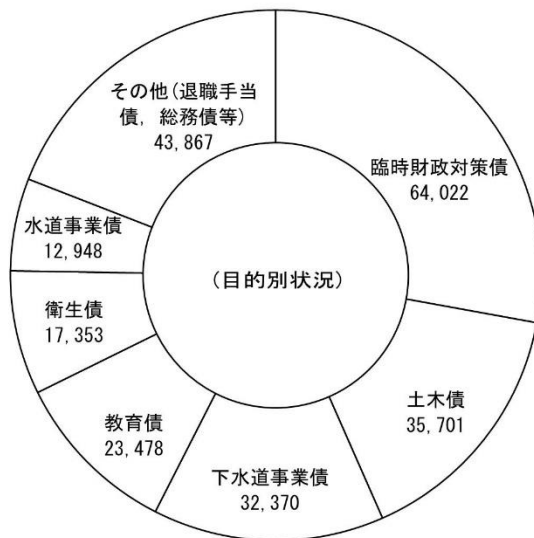 その他(退職手当
債，総務債等)
43,867
臨時財政対策債
64,022
水道事業債
12,948
(目的別状況)
衛生債
17,353
土木債
35,701
教育債
23,478
下水道事業債
32,370